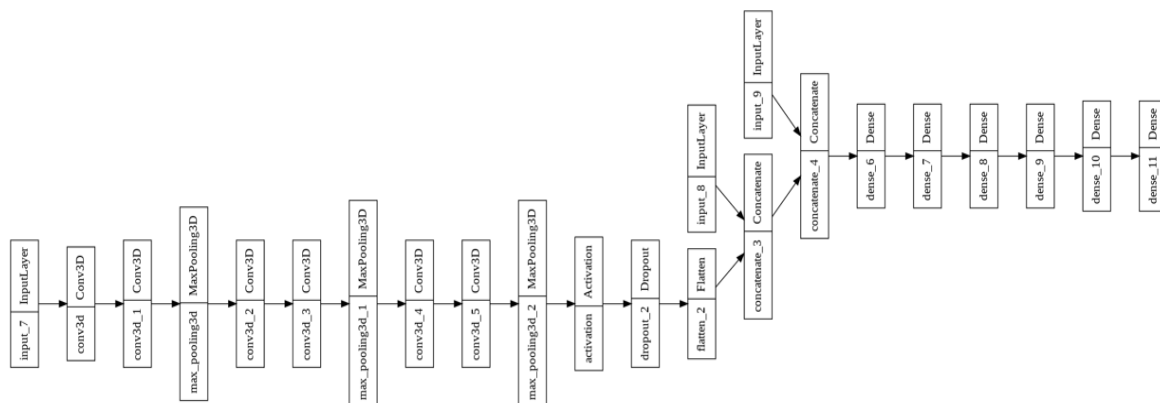 input_7 InputLayer
conv3d Conv3D
conv3d_1 Conv3D
max_pooling3d MaxPooling3D
conv3d_2 Conv3D
conv3d_3 Conv3D
max_pooling3d_1 MaxPooling3D
conv3d_4 Conv3D
conv3d_5 Conv3D
max_pooling3d_2 MaxPooling3D
activation Activation
dropout_2 Dropout
flatten_2 Flatten
input_8 InputLayer
concatenate_3 Concatenate
input_9 InputLayer
concatenate_4 Concatenate
dense_6 Dense
dense_7 Dense
dense_8 Dense
dense_9 Dense
dense_10 Dense
dense_11 Dense